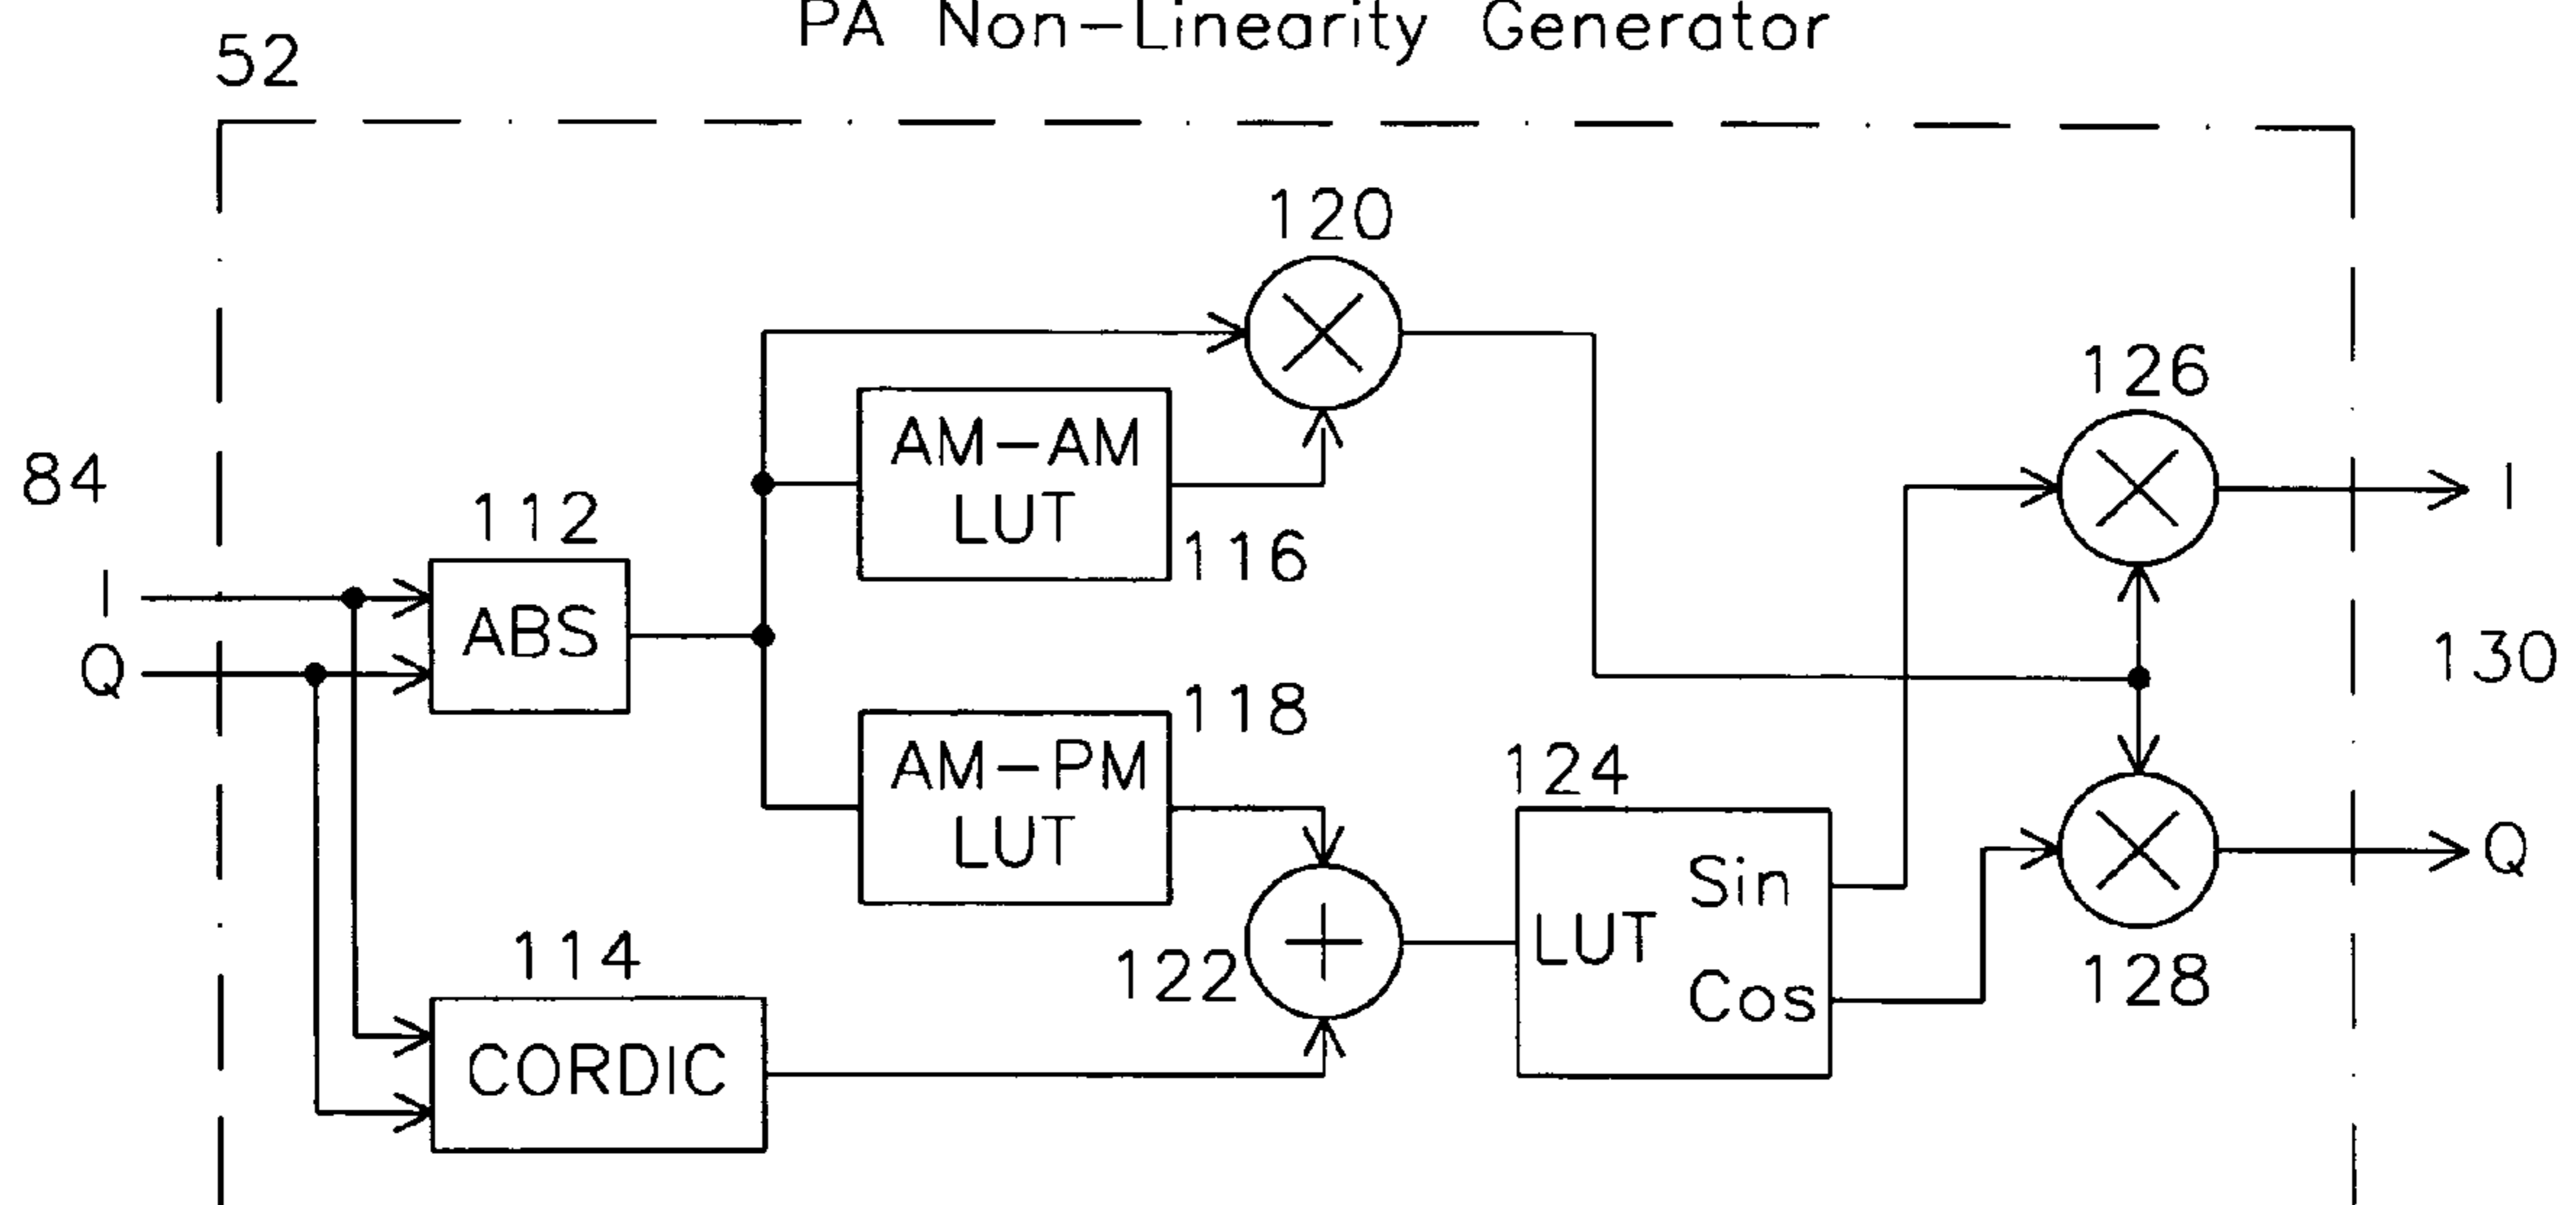 PA Non-Linearity Generator
52
120
126
84
AM-AM
LUT
I
112
116
I
ABS
130
Q
118
AM-PM
LUT
124
Sin
Q
LUT
114
122
Cos
128
CORDIC